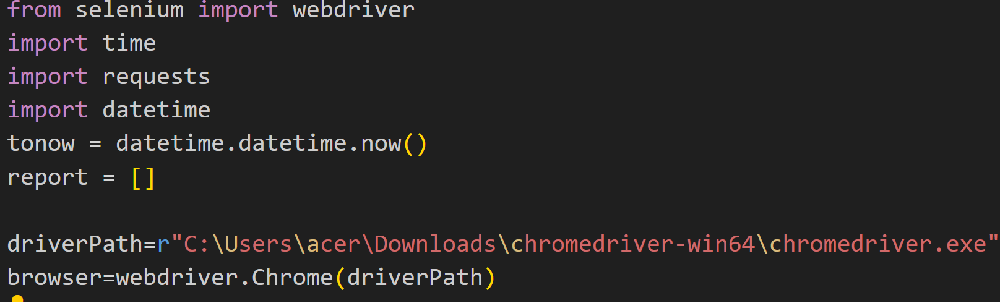 from selenium import webdriver
import time
import requests
import datetime
tonow = datetime.datetime.now()
report = []
driverPath=r"C:\Users\acer\Downloads\chromedriver-win64\chromedriver.exe"
browser=webdriver.Chrome(driverPath)